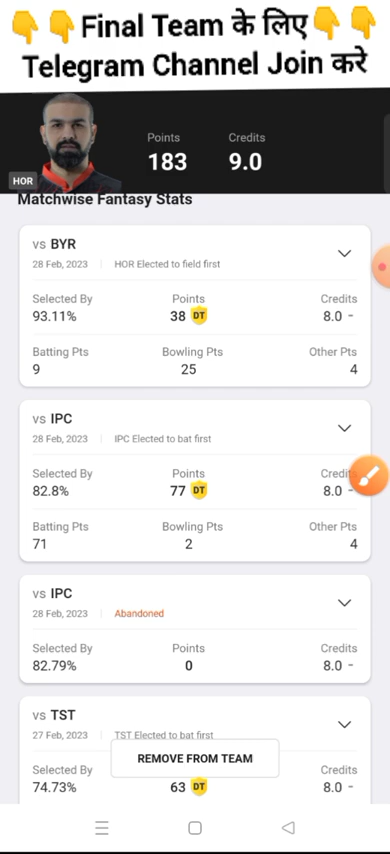 👇👇Final Team के लिए👇👇
Telegram Channel Join करे
Points Credits
183 9.0
HOR
Matchwise Fantasy Stats
vs BYR
28 Feb, 2023 | HOR Elected to field first
Selected By Points Credits
93.11% 38 DT 8.0 -
Batting Pts Bowling Pts Other Pts
9 25 4
vs IPC
28 Feb, 2023 | IPC Elected to bat first
Selected By Points Credi
82.8% 77 DT 8.0 -
Batting Pts Bowling Pts Other Pts
71 2 4
vs IPC
28 Feb, 2023 | Abandoned
Selected By Points Credits
82.79% 0 8.0 -
vs TST
27 Feb, 2023 | TST Elected to bat first
REMOVE FROM TEAM
Selected By Credits
74.73% 63 DT 8.0 -